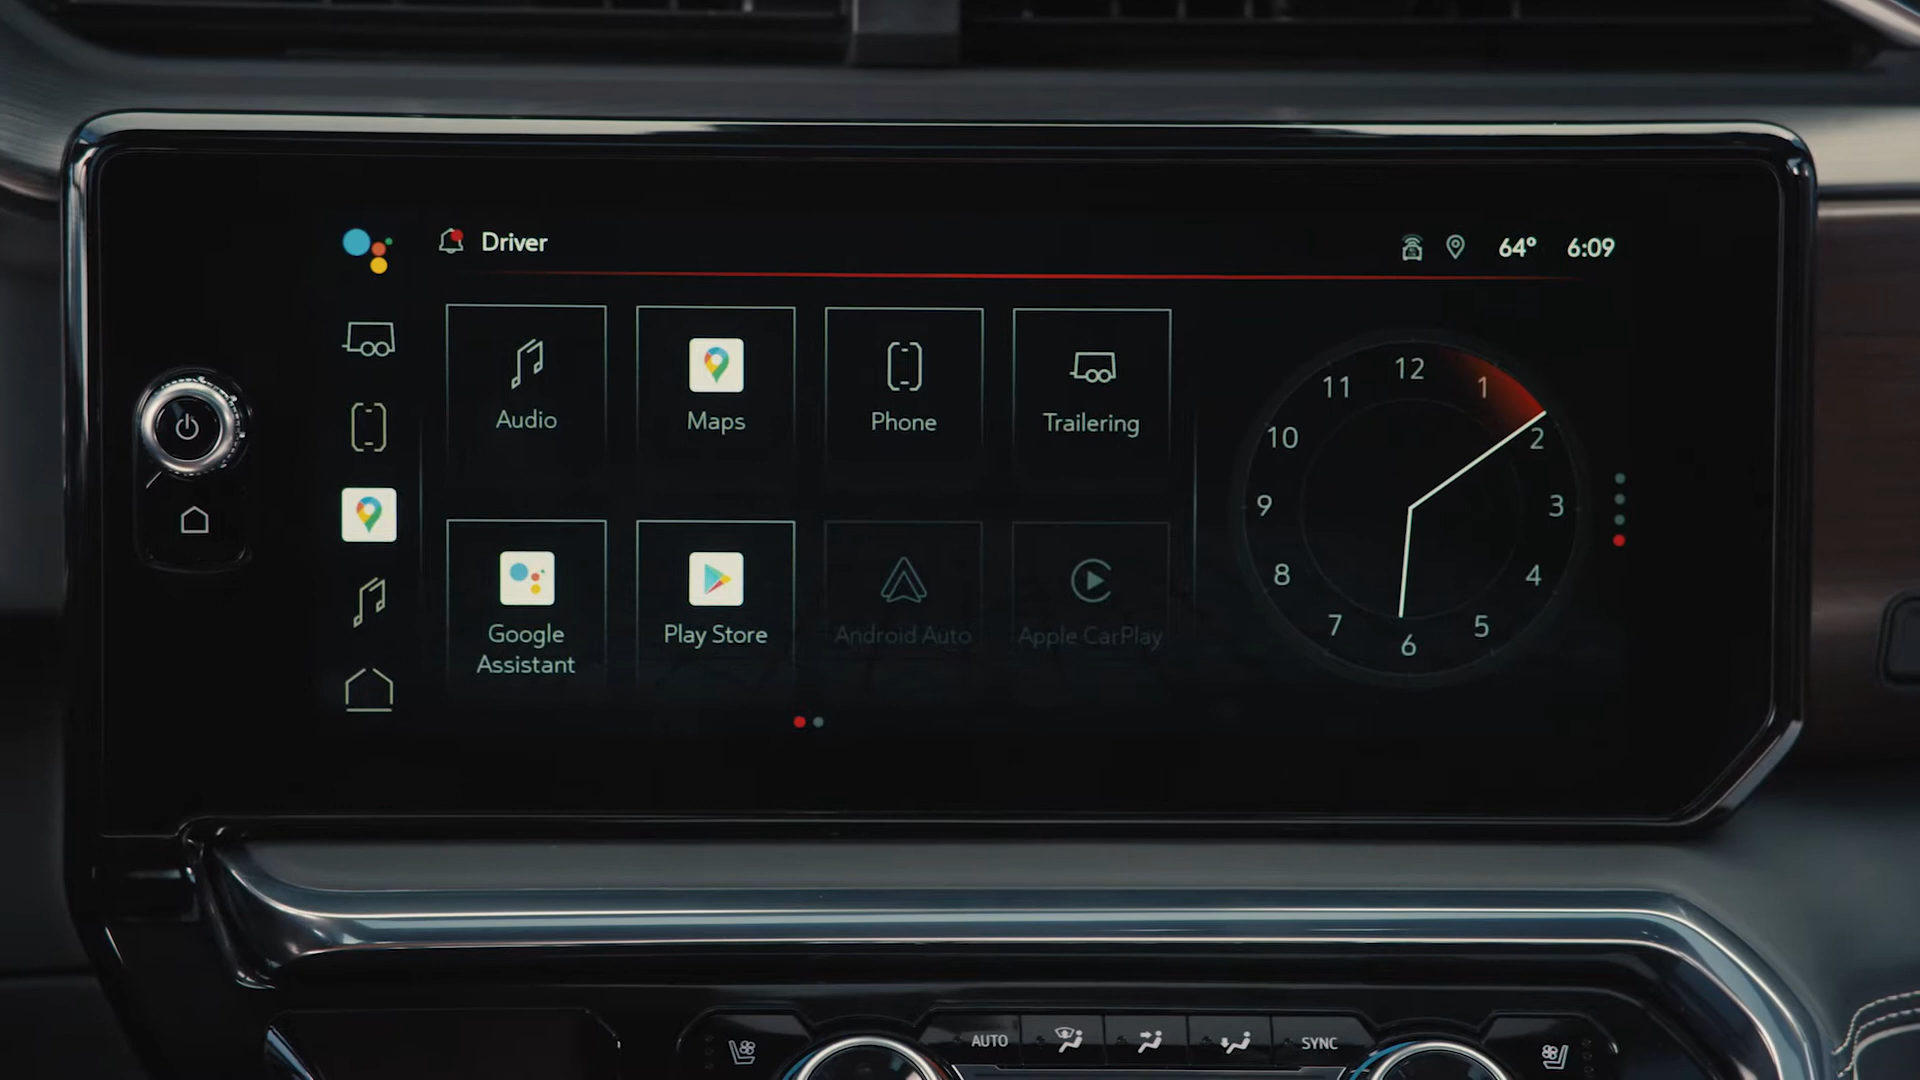 Driver
64° 6:09
Audio
Maps
Phone
Trailering
Google
Assistant
Play Store
Android Auto
Apple CarPlay
12
1
2
3
4
5
6
7
8
9
10
11
AUTO
SYNC